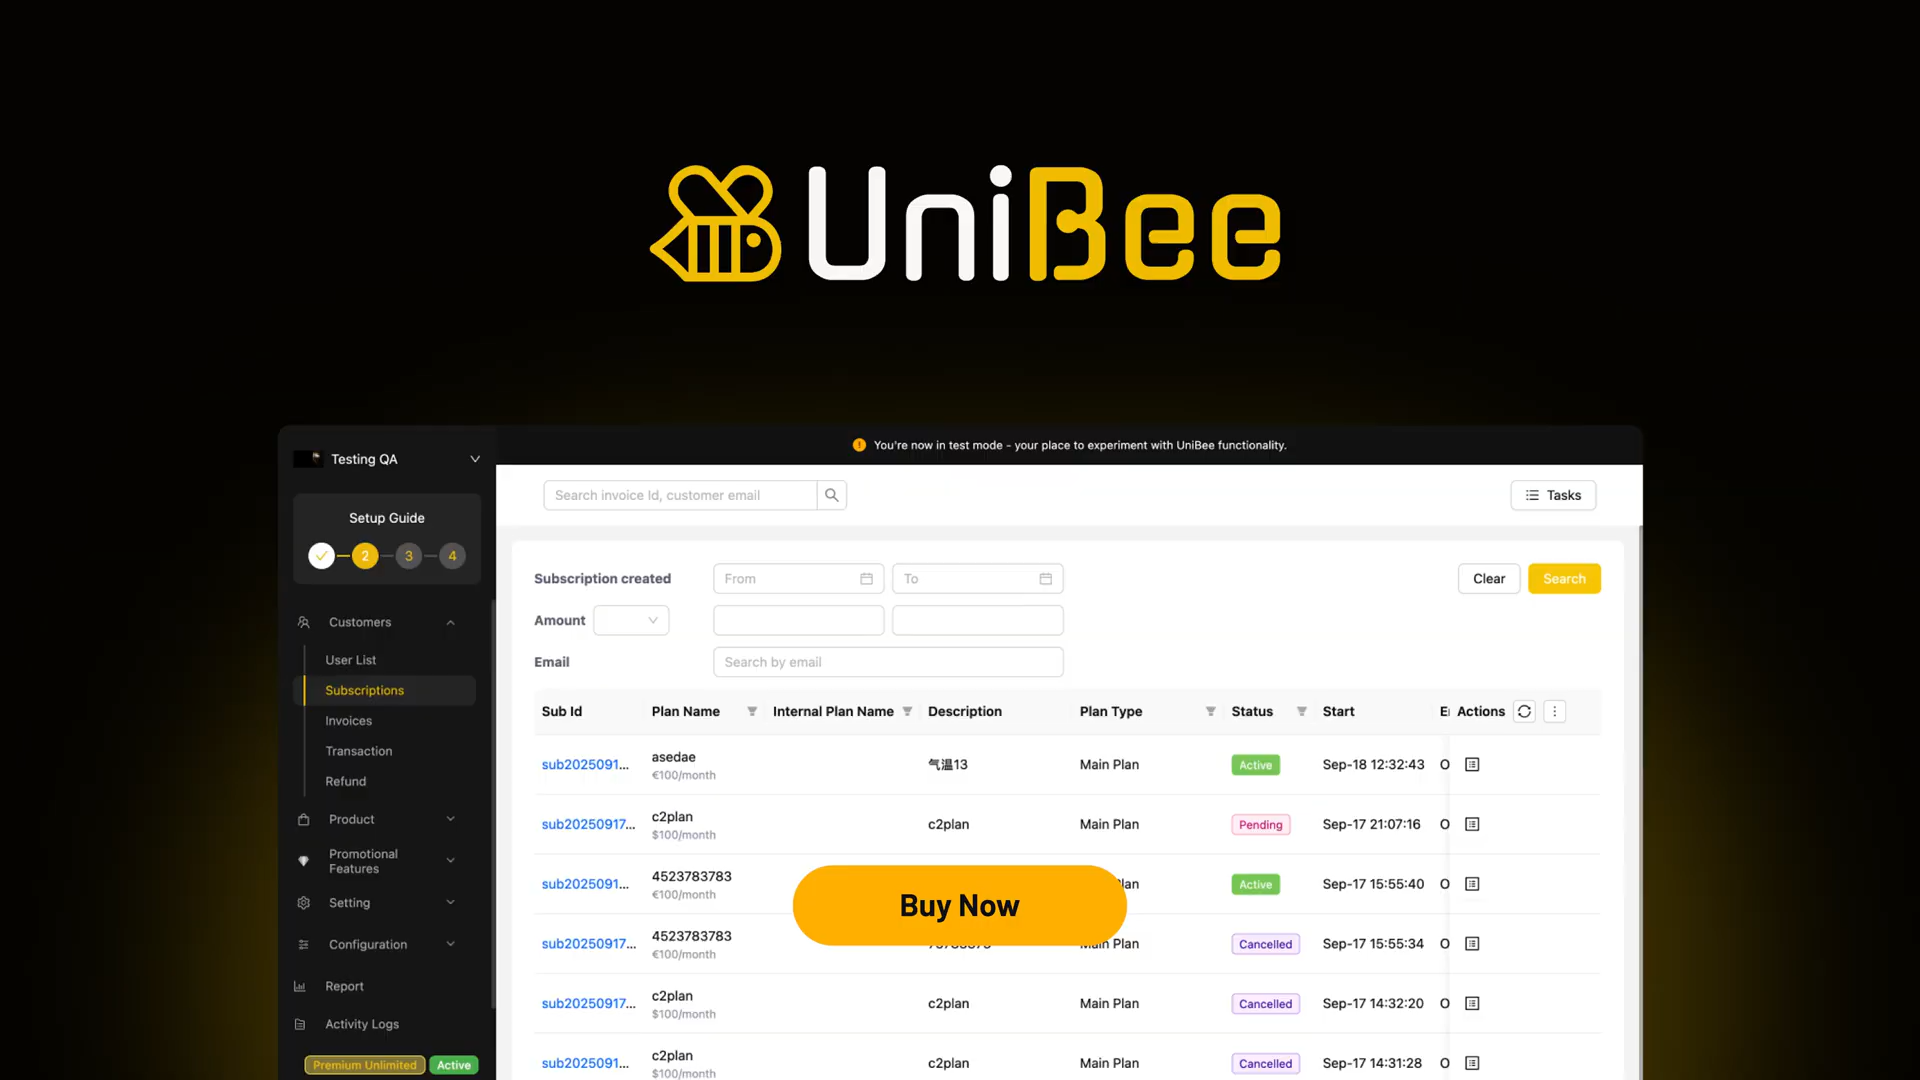 UniBee
Testing QA
You're now in test mode - your place to experiment with UniBee functionality.
Search invoice Id, customer email
Tasks
Setup Guide
2 3 4
Subscription created From To Clear Search
Amount
Email Search by email
Customers
User List
Subscriptions
Invoices
Transaction
Refund
Product
Promotional
Features
Setting
Configuration
Report
Activity Logs
Premium Unlimited Active
Sub Id Plan Name Internal Plan Name Description Plan Type Status Start Actions
sub2025091... asedae 气温13 Main Plan Active Sep-18 12:32:43
€100/month
sub20250917... c2plan c2plan Main Plan Pending Sep-17 21:07:16
$100/month
sub2025091... 4523783783 Active Sep-17 15:55:40
€100/month
Buy Now
sub20250917... 4523783783 Main Plan Cancelled Sep-17 15:55:34
€100/month
sub20250917... c2plan c2plan Main Plan Cancelled Sep-17 14:32:20
$100/month
sub2025091... c2plan c2plan Main Plan Cancelled Sep-17 14:31:28
$100/month